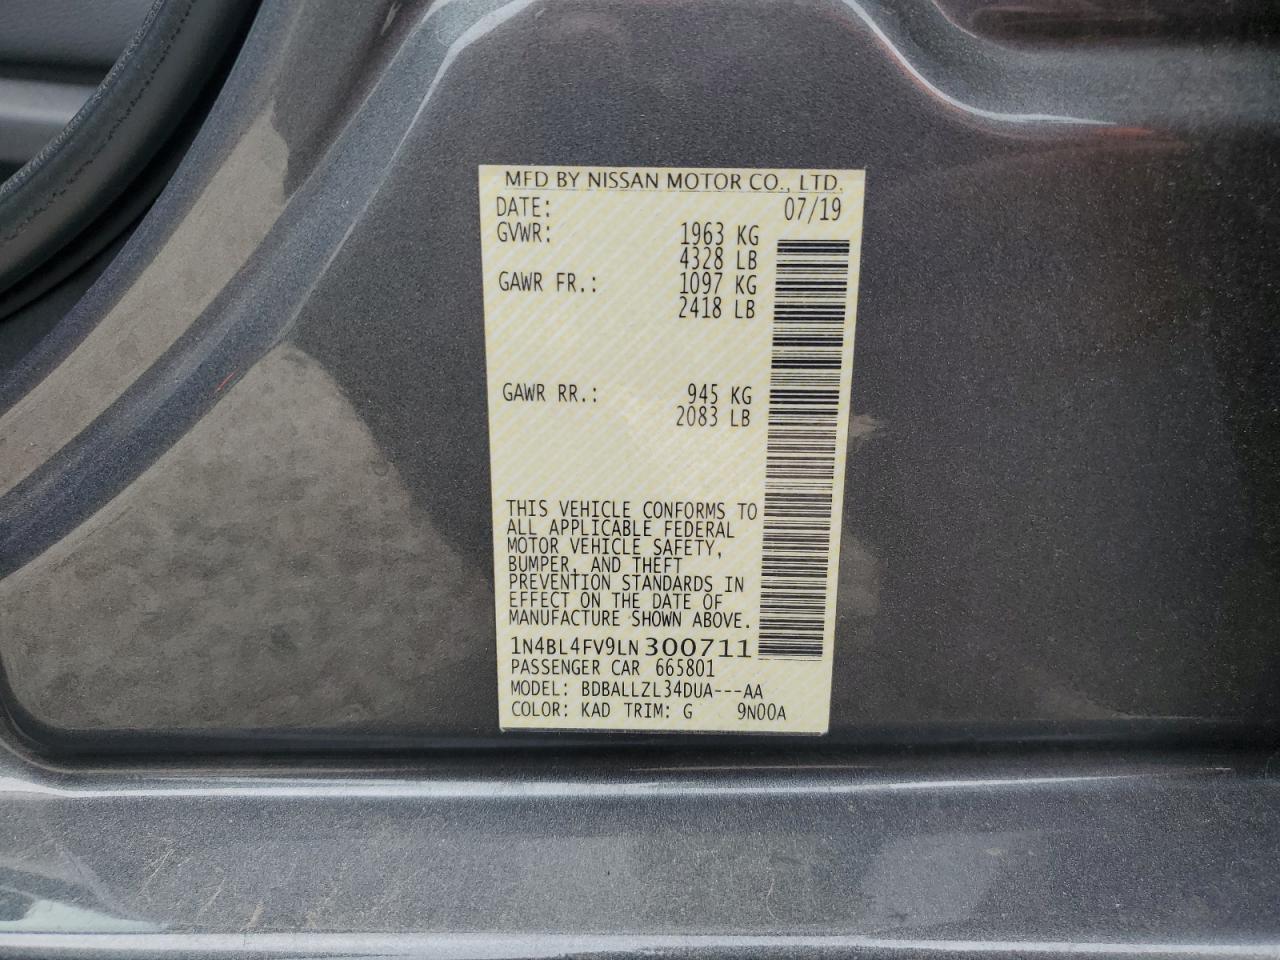 MFD BY NISSAN MOTOR CO., LTD.
DATE: 07/19
GVWR: 1963 KG
4328 LB
GAWR FR.: 1097 KG
2418 LB
GAWR RR.: 945 KG
2083 LB
THIS VEHICLE CONFORMS TO
ALL APPLICABLE FEDERAL
MOTOR VEHICLE SAFETY,
BUMPER, AND THEFT
PREVENTION STANDARDS IN
EFFECT ON THE DATE OF
MANUFACTURE SHOWN ABOVE.
1N4BL4FV9LN300711
PASSENGER CAR 665801
MODEL: BDBALLZL34DUA---AA
COLOR: KAD TRIM: G 9N00A